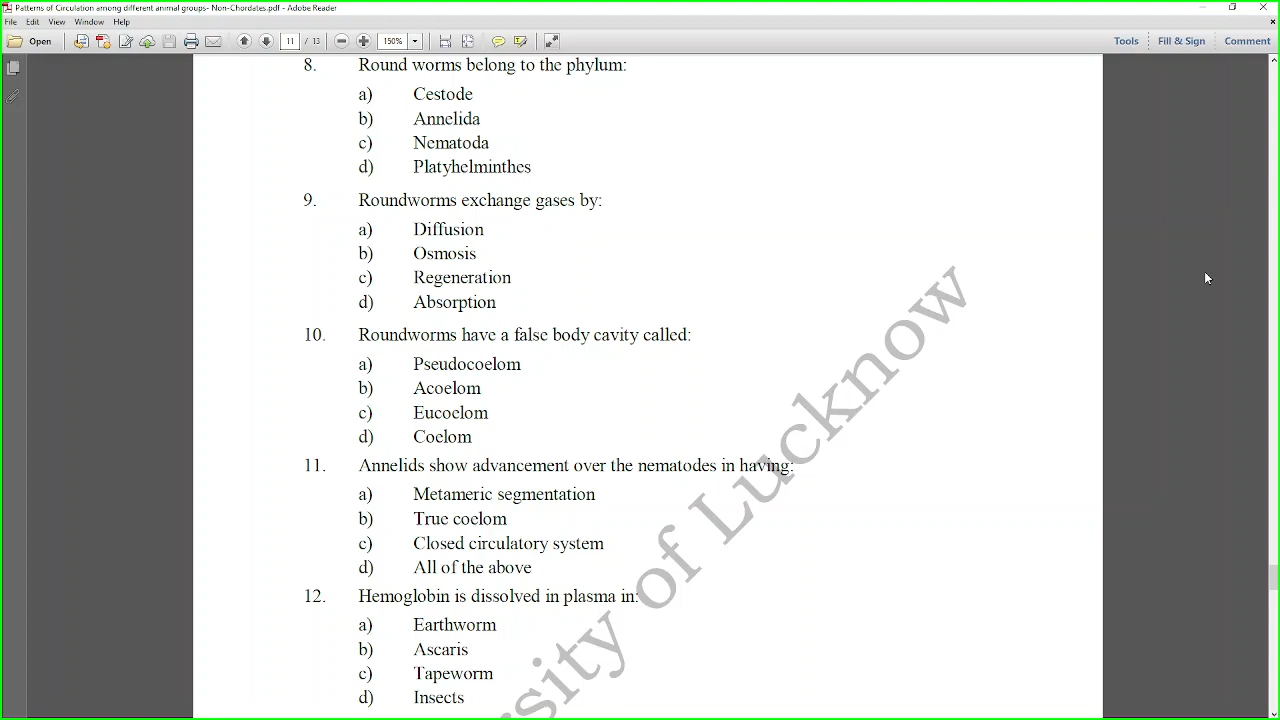 Patterns of Circulation among different animal groups- Non-Chordates.pdf - Adobe Reader
File Edit View Window Help
Open 11 / 13 150% Tools Fill & Sign Comment
8. Round worms belong to the phylum:
a) Cestode
b) Annelida
c) Nematoda
d) Platyhelminthes
9. Roundworms exchange gases by:
a) Diffusion
b) Osmosis
c) Regeneration
d) Absorption
10. Roundworms have a false body cavity called:
a) Pseudocoelom
b) Acoelom
c) Eucoelom
d) Coelom
11. Annelids show advancement over the nematodes in having:
a) Metameric segmentation
b) True coelom
c) Closed circulatory system
d) All of the above
12. Hemoglobin is dissolved in plasma in:
a) Earthworm
b) Ascaris
c) Tapeworm
d) Insects
ersity of Lucknow